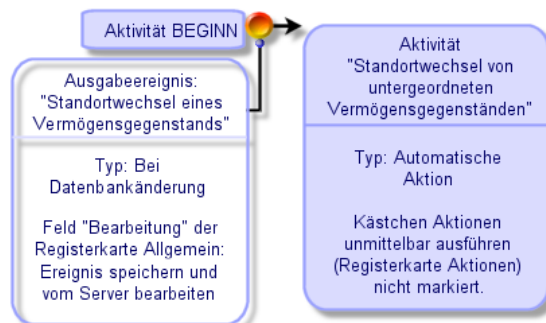 Aktivität BEGINN
Ausgabeereignis:
"Standortwechsel eines
Vermögensgegenstands"
Typ: Bei
Datenbankänderung
Feld "Bearbeitung" der
Registerkarte Allgemein:
Ereignis speichern und
vom Server bearbeiten
Aktivität
"Standortwechsel von
untergeordneten
Vermögensgegenständen"
Typ: Automatische
Aktion
Kästchen Aktionen
unmittelbar ausführen
(Registerkarte Aktionen)
nicht markiert.